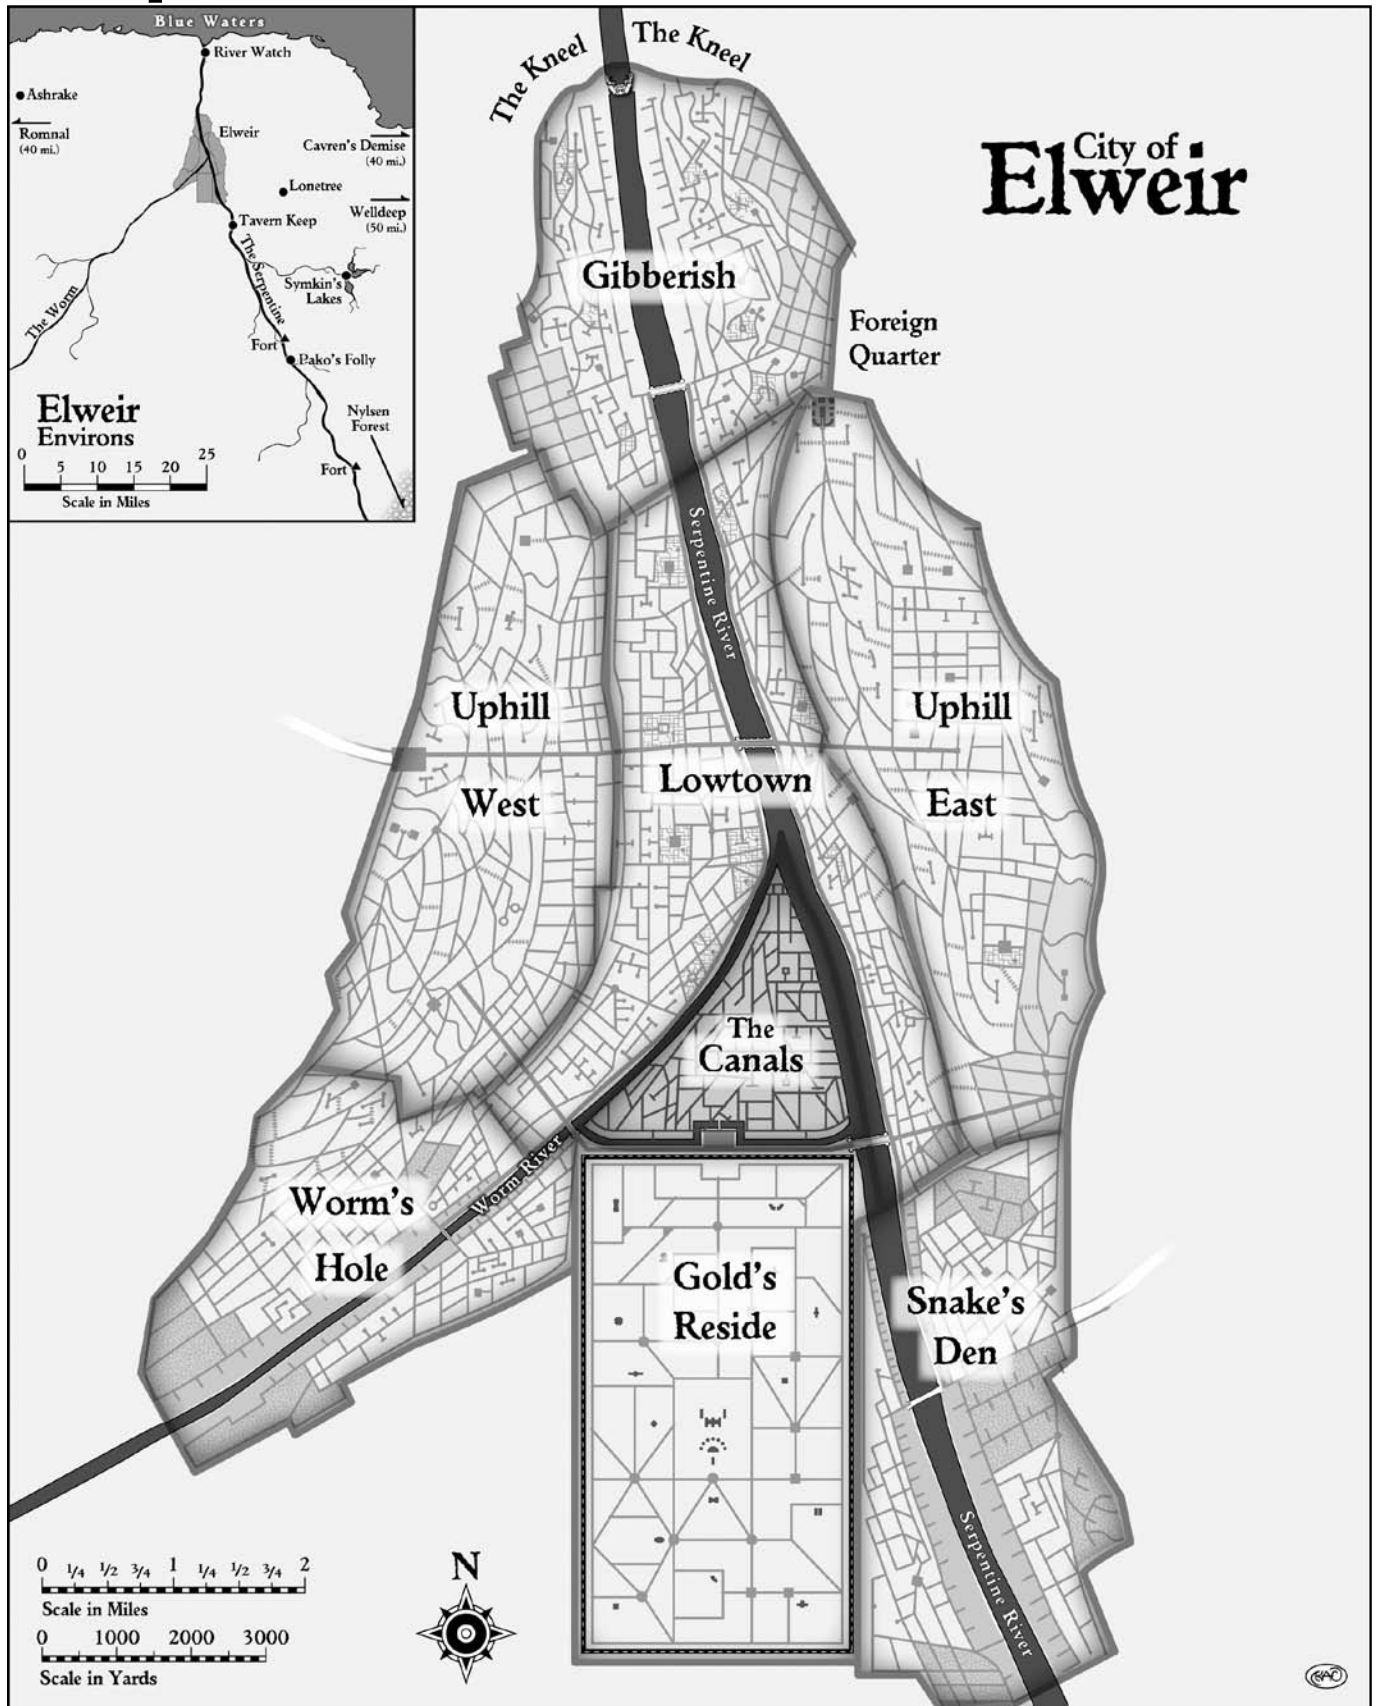 Blue Waters
River Watch
Ashrake
Romnal
(40 mi.)
Elweir
Cavren's Demise
(40 mi.)
Lonetree
Welldeep
(50 mi.)
Tavern Keep
The Serpentine
Symkin's
Lakes
The Worm
Fort
Pako's Folly
Elweir
Environs
Nylsen
Forest
0 5 10 15 20 25
Scale in Miles
Fort
The Kneel
The Kneel
City of
Elweir
Gibberish
Foreign
Quarter
Serpentine River
Uphill
West
Lowtown
Uphill
East
The
Canals
Worm River
Worm's
Hole
Gold's
Reside
Snake's
Den
Serpentine River
0 1/4 1/2 3/4 1 1/4 1/2 3/4 2
Scale in Miles
0 1000 2000 3000
Scale in Yards
N